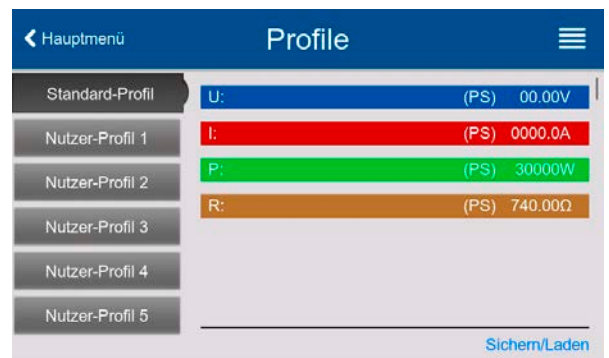 Hauptmenü
Profile
Standard-Profil
Nutzer-Profil 1
Nutzer-Profil 2
Nutzer-Profil 3
Nutzer-Profil 4
Nutzer-Profil 5
U: (PS) 00.00V
I: (PS) 0000.0A
P: (PS) 30000W
R: (PS) 740.00Ω
Sichern/Laden